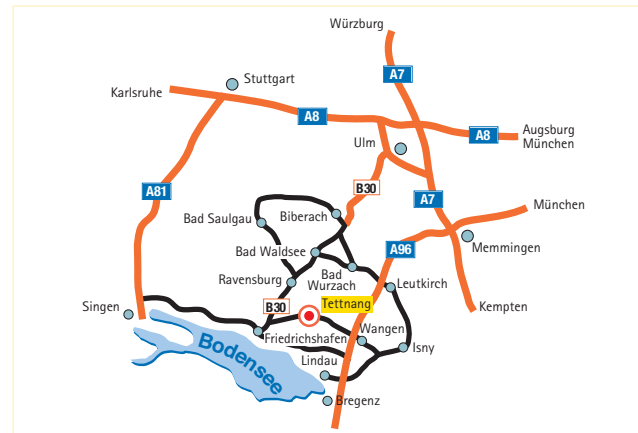 Würzburg
A7
Stuttgart
Karlsruhe
A8
A8
Augsburg
München
Ulm
B30
A81
A7
München
Bad Saulgau
Biberach
A96
Memmingen
Bad Waldsee
Bad
Wurzach
Ravensburg
Leutkirch
Singen
B30
Tettnang
Kempten
Friedrichshafen
Wangen
Isny
Bodensee
Lindau
Bregenz